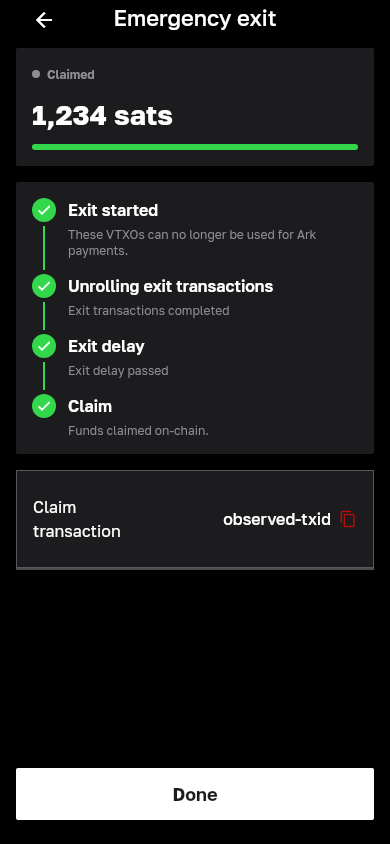 Emergency exit
Claimed
1,234 sats
Exit started
These VTXOs can no longer be used for Ark
payments.
Unrolling exit transactions
Exit transactions completed
Exit delay
Exit delay passed
Claim
Funds claimed on-chain.
Claim
transaction
observed-txid
Done